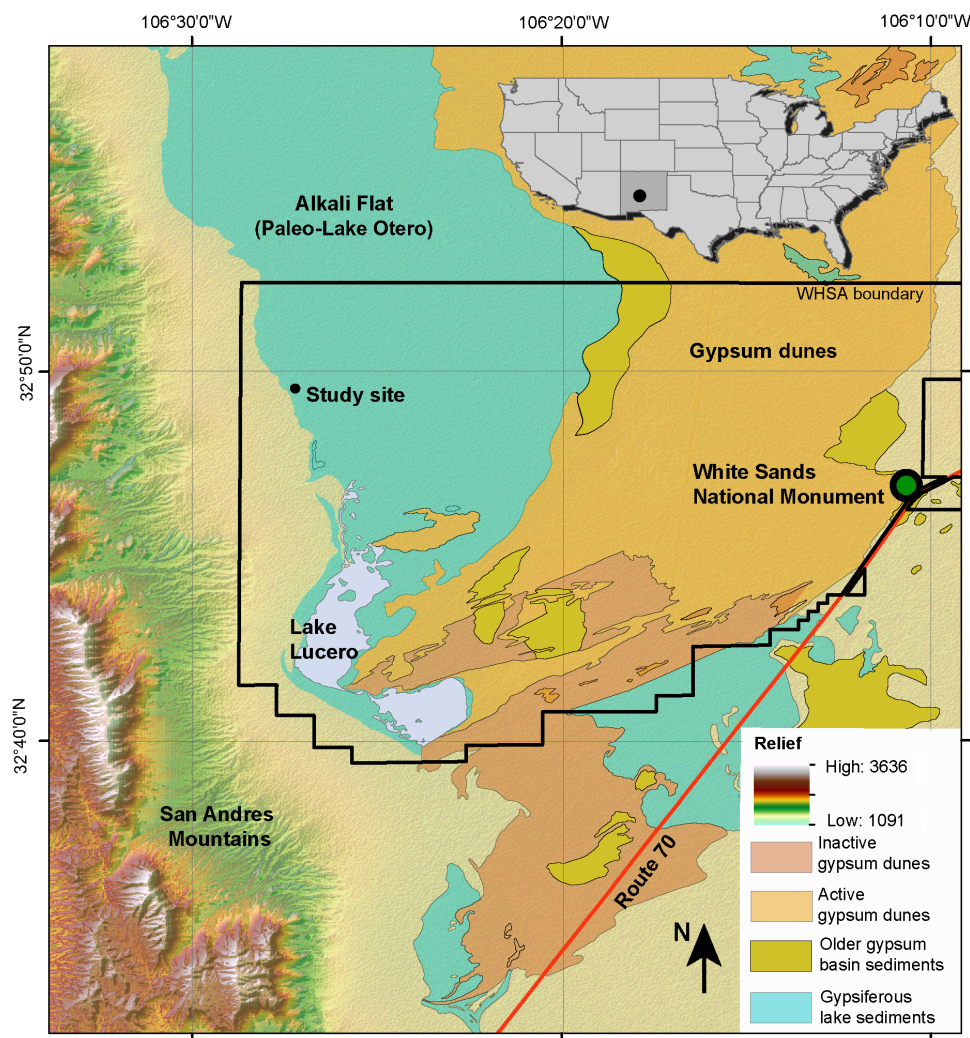 106°30'0"W
106°20'0"W
106°10'0"W
Alkali Flat
(Paleo-Lake Otero)
WHSA boundary
32°50'0"N
Gypsum dunes
Study site
White Sands
National Monument
Lake
Lucero
32°40'0"N
San Andres
Mountains
Route 70
N
Relief
High: 3636
Low: 1091
Inactive
gypsum dunes
Active
gypsum dunes
Older gypsum
basin sediments
Gypsiferous
lake sediments